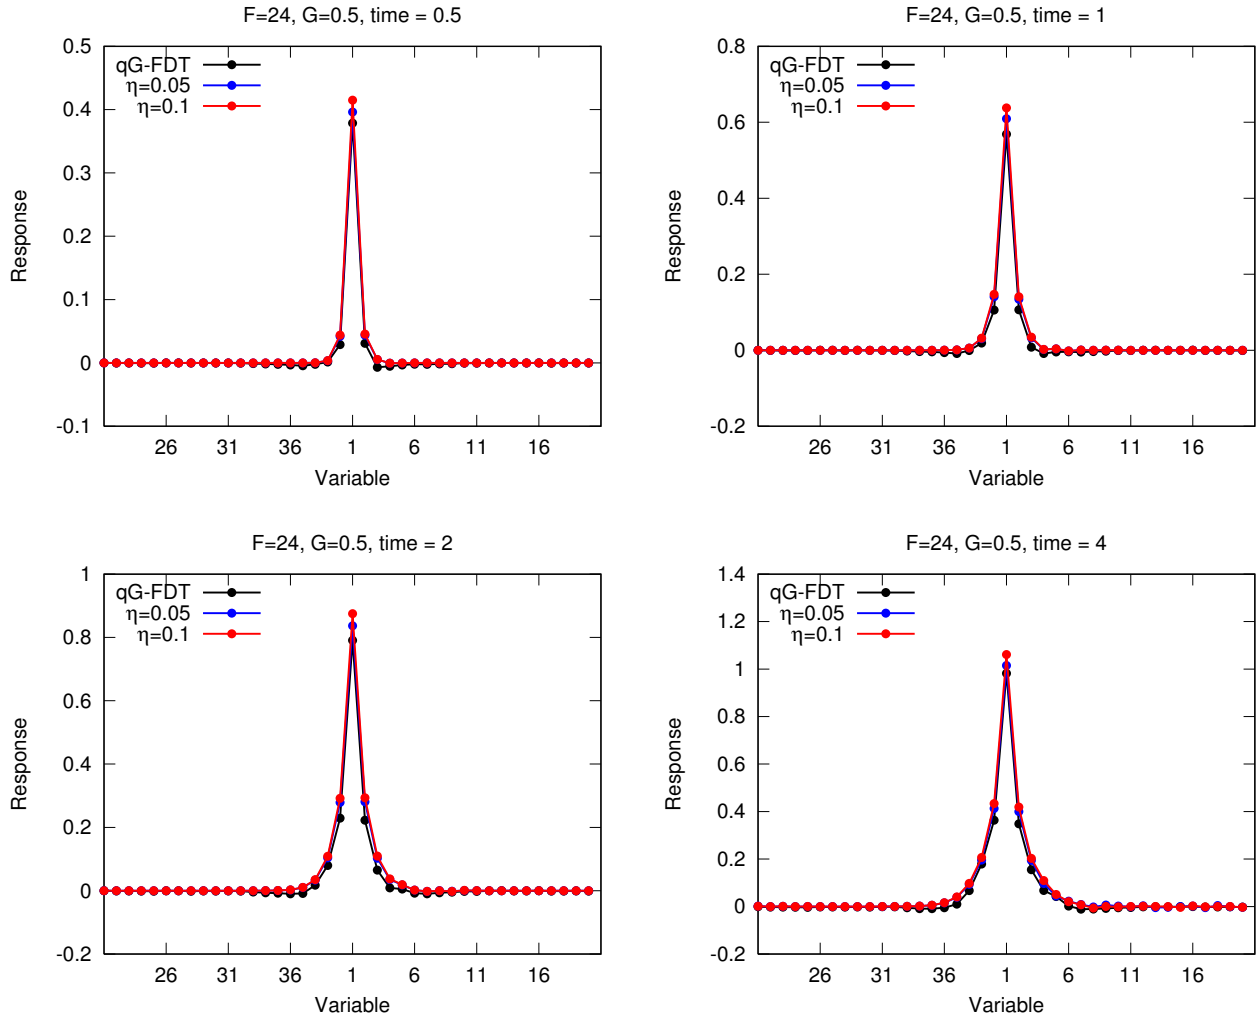 F=24, G=0.5, time = 0.5
0.5
0.4
0.3
0.2
0.1
0
-0.1
Response
qG-FDT
η=0.05
η=0.1
26 31 36 1 6 11 16
Variable
F=24, G=0.5, time = 1
0.8
0.6
0.4
0.2
0
-0.2
Response
qG-FDT
η=0.05
η=0.1
26 31 36 1 6 11 16
Variable
F=24, G=0.5, time = 2
1
0.8
0.6
0.4
0.2
0
-0.2
Response
qG-FDT
η=0.05
η=0.1
26 31 36 1 6 11 16
Variable
F=24, G=0.5, time = 4
1.4
1.2
1
0.8
0.6
0.4
0.2
0
-0.2
Response
qG-FDT
η=0.05
η=0.1
26 31 36 1 6 11 16
Variable